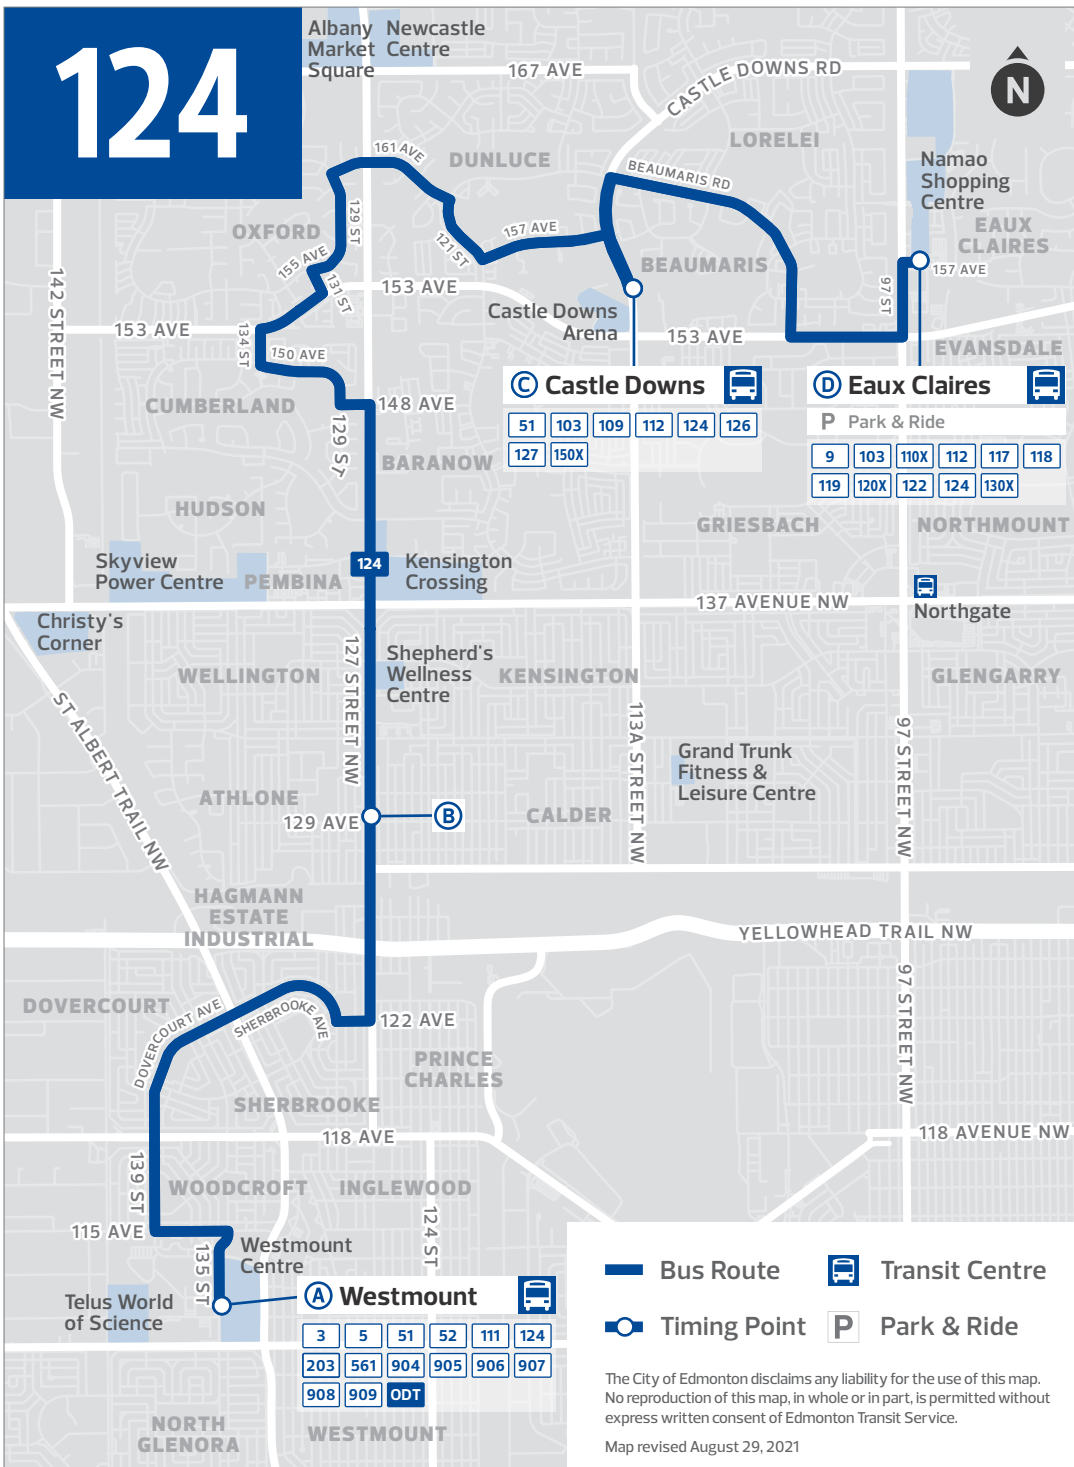 124
Albany
Market
Square
Newcastle
Centre
167 AVE
CASTLE DOWNS RD
N
LORELEI
161 AVE
DUNLUCE
BEAUMARIS RD
Namao
Shopping
Centre
EAUX
CLAIRES
OXFORD
129 ST
121 ST
157 AVE
155 AVE
131 ST
BEAUMARIS
157 AVE
97 ST
142 STREET NW
153 AVE
134 ST
153 AVE
Castle Downs
Arena
153 AVE
EVANSDALE
150 AVE
C Castle Downs
51 103 109 112 124 126
127 150X
D Eaux Claires
P Park & Ride
9 103 110X 112 117 118
119 120X 122 124 130X
CUMBERLAND
148 AVE
129 ST
BARANOW
HUDSON
GRIESBACH
NORTHMOUNT
Skyview
Power Centre
PEMBINA
124
Kensington
Crossing
137 AVENUE NW
Northgate
Christy's
Corner
127 STREET NW
Shepherd's
Wellness
Centre
WELLINGTON
KENSINGTON
GLENGARRY
ST ALBERT TRAIL NW
113A STREET NW
97 STREET NW
Grand Trunk
Fitness &
Leisure Centre
ATHLONE
129 AVE
B
CALDER
HAGMANN
ESTATE
INDUSTRIAL
YELLOWHEAD TRAIL NW
97 STREET NW
DOVERCOURT
DOVERCOURT AVE
SHERBROOKE AVE
122 AVE
PRINCE
CHARLES
SHERBROOKE
118 AVE
118 AVENUE NW
139 ST
WOODCROFT
INGLEWOOD
124 ST
115 AVE
135 ST
Westmount
Centre
Telus World
of Science
A Westmount
3 5 51 52 111 124
203 561 904 905 906 907
908 909 ODT
NORTH
GLENORA
WESTMOUNT
Bus Route
Transit Centre
Timing Point
P Park & Ride
The City of Edmonton disclaims any liability for the use of this map.
No reproduction of this map, in whole or in part, is permitted without
express written consent of Edmonton Transit Service.
Map revised August 29, 2021